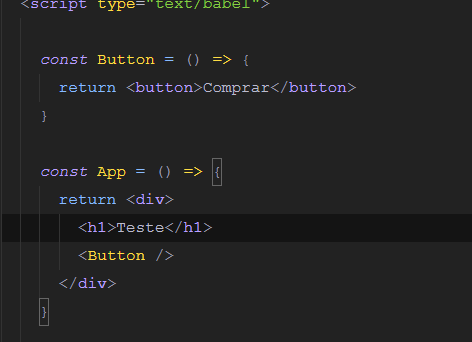 <script type="text/babel">
const Button = () => {
return <button>Comprar</button>
}
const App = () => {
return <div>
<h1>Teste</h1>
<Button />
</div>
}